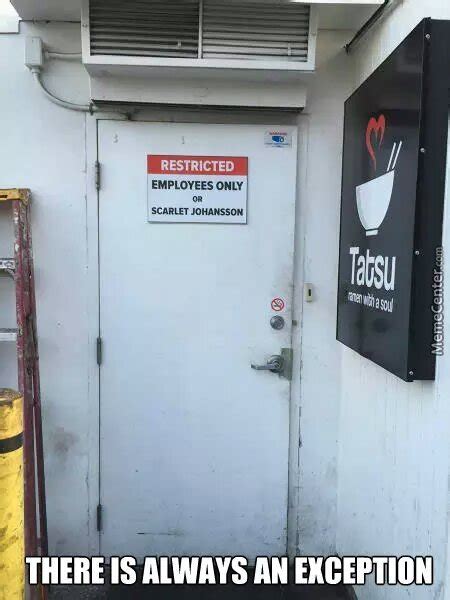 RESTRICTED
EMPLOYEES ONLY
OR
SCARLET JOHANSSON
Tatsu
ramen with a soul
MemeCenter.com
THERE IS ALWAYS AN EXCEPTION